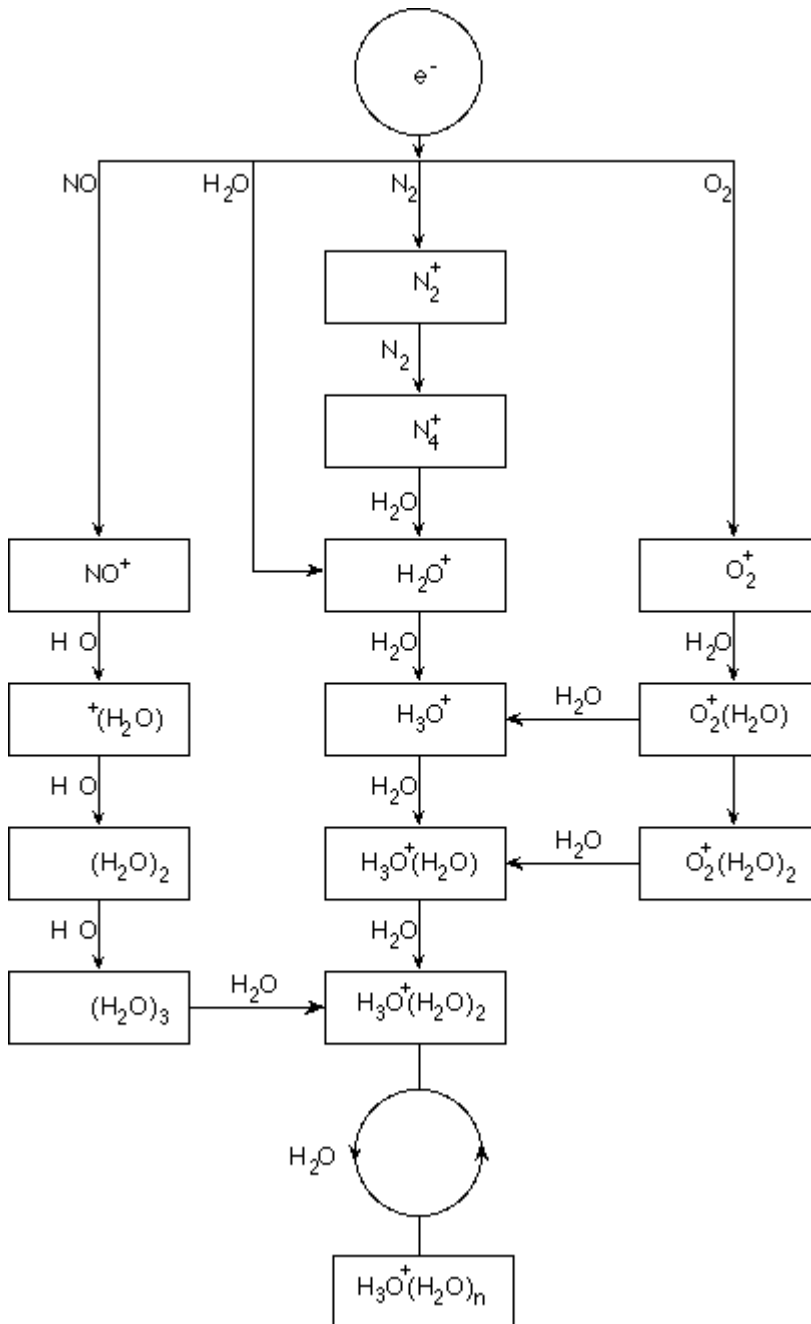 e⁻
NO H₂O N₂ O₂
N₂⁺
N₂
N₄⁺
H₂O
NO⁺ H₂O⁺ O₂⁺
H O H₂O H₂O
⁺(H₂O) H₃O⁺ H₂O O₂⁺(H₂O)
H O H₂O
(H₂O)₂ H₃O⁺(H₂O) H₂O O₂⁺(H₂O)₂
H O H₂O
(H₂O)₃ H₂O H₃O⁺(H₂O)₂
H₂O
H₃O⁺(H₂O)ₙ